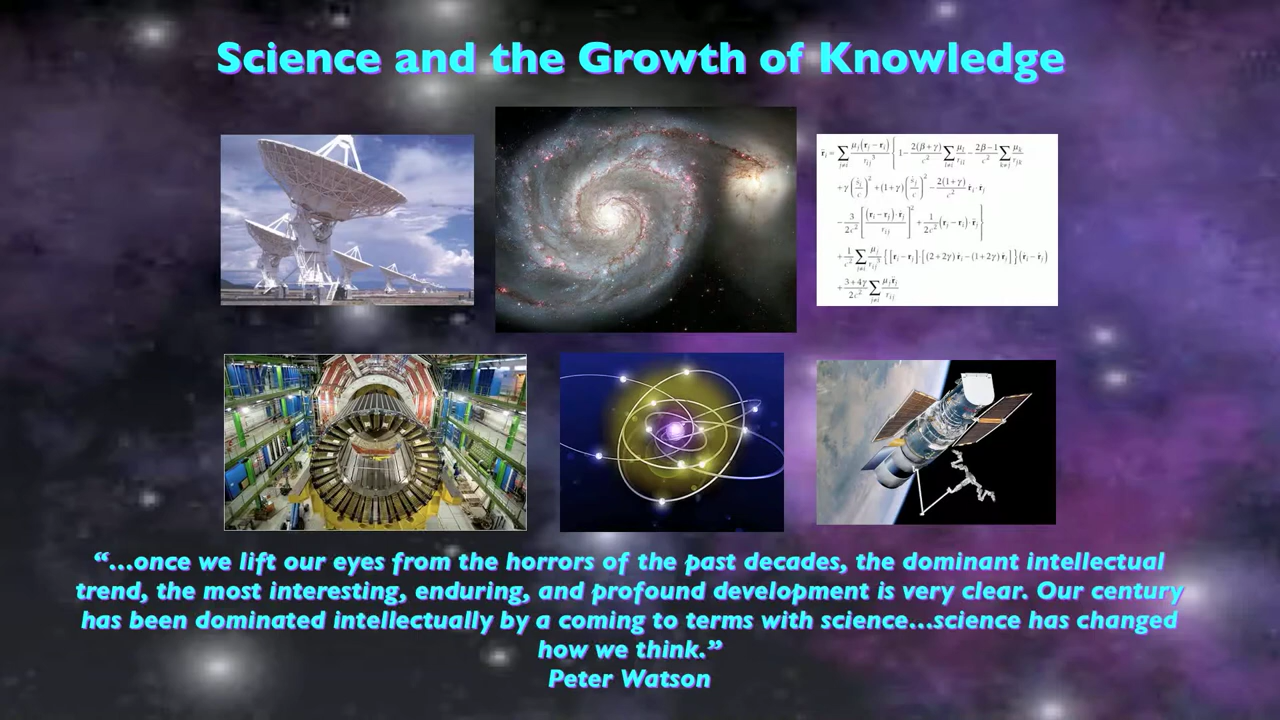 Science and the Growth of Knowledge
“...once we lift our eyes from the horrors of the past decades, the dominant intellectual
trend, the most interesting, enduring, and profound development is very clear. Our century
has been dominated intellectually by a coming to terms with science...science has changed
how we think.”
Peter Watson